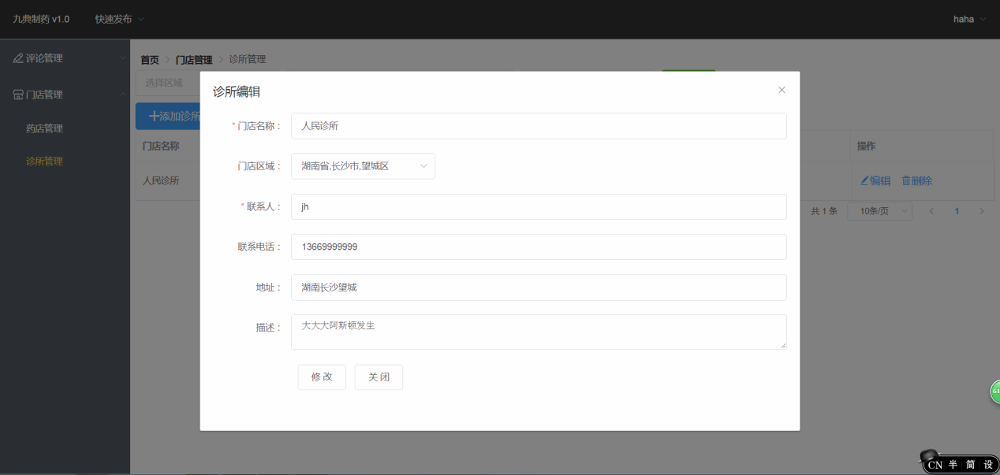 九典制药 v1.0
快速发布
haha
评论管理
门店管理
药店管理
诊所管理
首页 > 门店管理 > 诊所管理
选择区域
+添加诊所
门店名称
操作
人民诊所
编辑 删除
共 1 条 10条/页 < 1 >
诊所编辑
* 门店名称： 人民诊所
门店区域： 湖南省,长沙市,望城区
* 联系人： jh
联系电话： 13669999999
地址： 湖南长沙望城
描述： 大大大阿斯顿发生
修 改 关 闭
61
CN 半 简 设